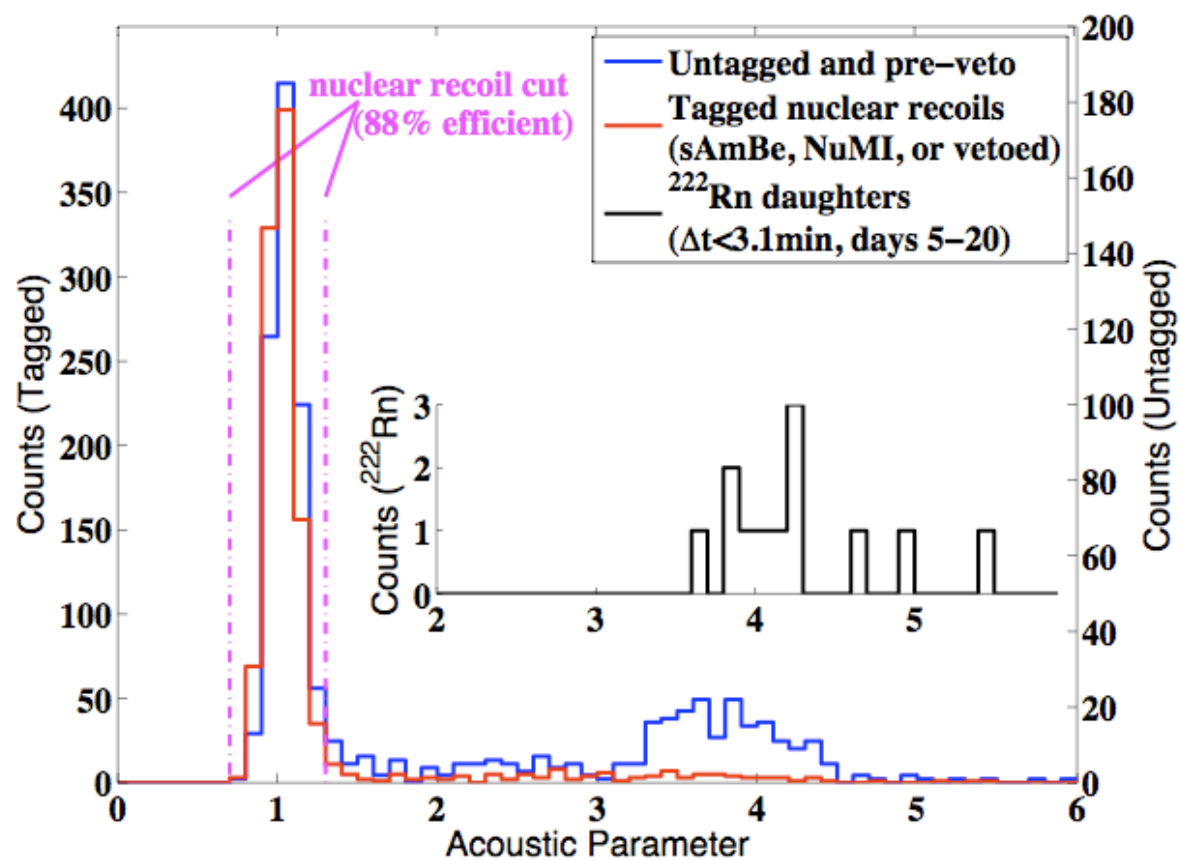 nuclear recoil cut
(88% efficient)
Untagged and pre−veto
Tagged nuclear recoils
(sAmBe, NuMI, or vetoed)
²²²Rn daughters
(Δt<3.1min, days 5−20)
Counts (Tagged)
400
350
300
250
200
150
100
50
0
Counts (Untagged)
200
180
160
140
120
100
80
60
40
20
0
Counts (²²²Rn)
3
2
1
0
2 3 4 5
0 1 2 3 4 5 6
Acoustic Parameter